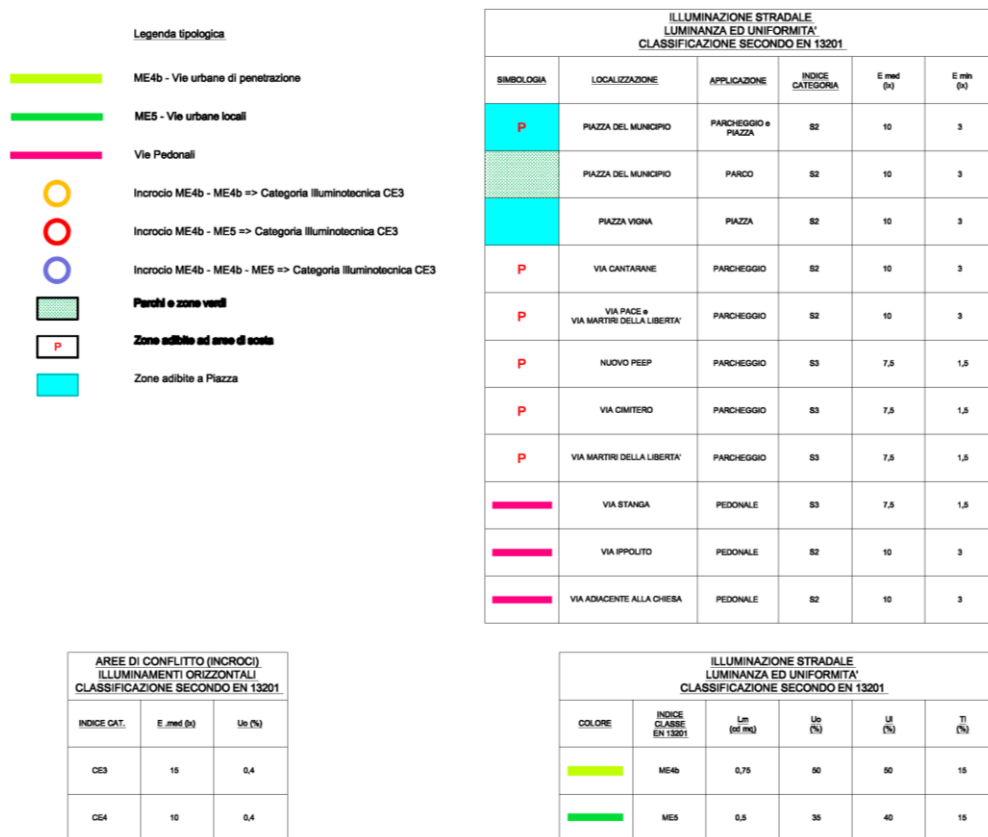 Legenda tipologica
ME4b - Vie urbane di penetrazione
ME5 - Vie urbane locali
Vie Pedonali
Incrocio ME4b - ME4b => Categoria Illuminotecnica CE3
Incrocio ME4b - ME5 => Categoria Illuminotecnica CE3
Incrocio ME4b - ME4b - ME5 => Categoria Illuminotecnica CE3
Parchi e zone verdi
P Zone adibite ad aree di sosta
Zone adibite a Piazza
ILLUMINAZIONE STRADALE
LUMINANZA ED UNIFORMITA'
CLASSIFICAZIONE SECONDO EN 13201
SIMBOLOGIA LOCALIZZAZIONE APPLICAZIONE INDICE CATEGORIA E med (lx) E min (lx)
P PIAZZA DEL MUNICIPIO PARCHEGGIO e PIAZZA S2 10 3
PIAZZA DEL MUNICIPIO PARCO S2 10 3
PIAZZA VIGNA PIAZZA S2 10 3
P VIA CANTARANE PARCHEGGIO S2 10 3
P VIA PACE e VIA MARTIRI DELLA LIBERTA' PARCHEGGIO S2 10 3
P NUOVO PEEP PARCHEGGIO S3 7,5 1,5
P VIA CIMITERO PARCHEGGIO S3 7,5 1,5
P VIA MARTIRI DELLA LIBERTA' PARCHEGGIO S3 7,5 1,5
VIA STANGA PEDONALE S3 7,5 1,5
VIA IPPOLITO PEDONALE S2 10 3
VIA ADIACENTE ALLA CHIESA PEDONALE S2 10 3
AREE DI CONFLITTO (INCROCI)
ILLUMINAMENTI ORIZZONTALI
CLASSIFICAZIONE SECONDO EN 13201
INDICE CAT. E .med (lx) Uo (%)
CE3 15 0,4
CE4 10 0,4
ILLUMINAZIONE STRADALE
LUMINANZA ED UNIFORMITA'
CLASSIFICAZIONE SECONDO EN 13201
COLORE INDICE CLASSE EN 13201 Lm (cd mq) Uo (%) Ul (%) Ti (%)
ME4b 0,75 50 50 15
ME5 0,5 35 40 15